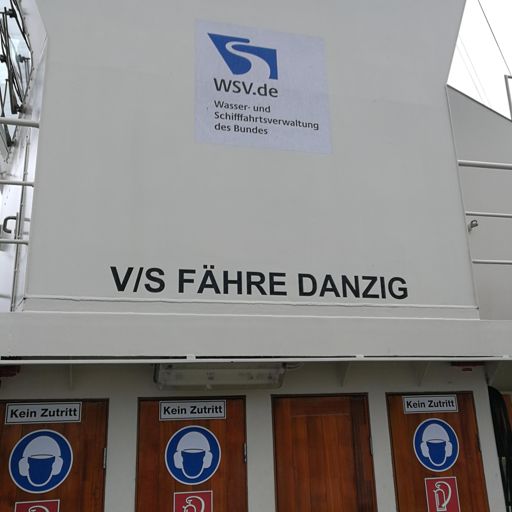 WSV.de
Wasser- und
Schifffahrtsverwaltung
des Bundes
V/S FÄHRE DANZIG
Kein Zutritt
Kein Zutritt
Kein Zutritt